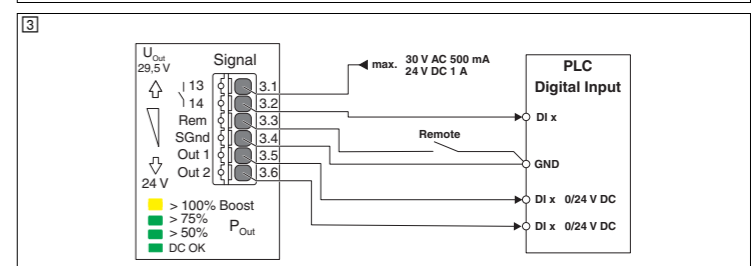 3
U Out
29,5 V
Signal
13
14
Rem
SGnd
Out 1
Out 2
24 V
3.1
3.2
3.3
3.4
3.5
3.6
> 100% Boost
> 75%
> 50%
DC OK
P Out
max. 30 V AC 500 mA
24 V DC 1 A
Remote
PLC
Digital Input
DI x
GND
DI x 0/24 V DC
DI x 0/24 V DC